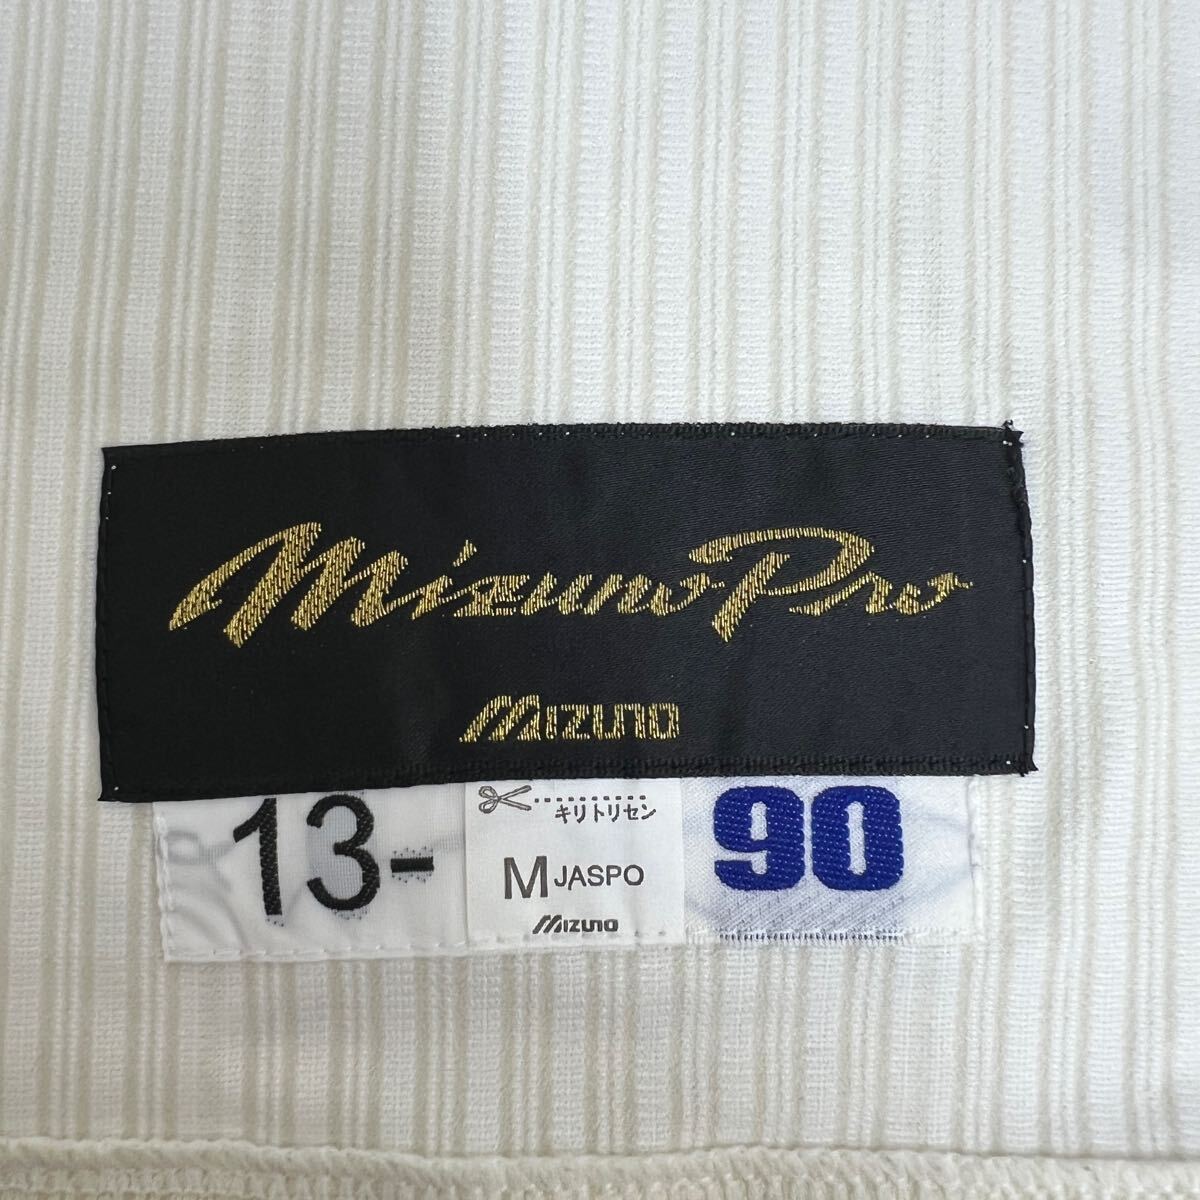 Mizuno Pro
MIZUNO
13-
キリトリセン
M JASPO
MIZUNO
90